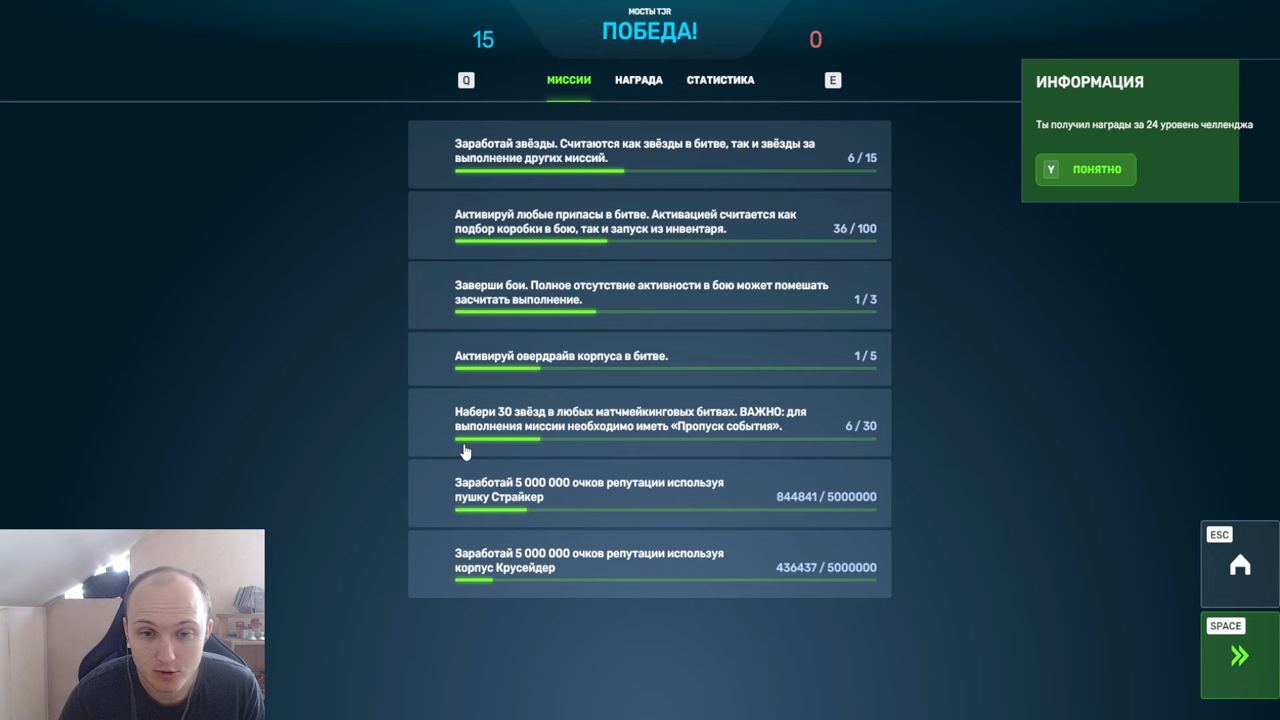 МОСТЫ TJR
15
ПОБЕДА!
0
Q
МИССИИ
НАГРАДА
СТАТИСТИКА
E
ИНФОРМАЦИЯ
Ты получил награды за 24 уровень челленджа
Y
ПОНЯТНО
Заработай звёзды. Считаются как звёзды в битве, так и звёзды за
выполнение других миссий.
6 / 15
Активируй любые припасы в битве. Активацией считается как
подбор коробки в бою, так и запуск из инвентаря.
36 / 100
Заверши бои. Полное отсутствие активности в бою может помешать
засчитать выполнение.
1 / 3
Активируй овердрайв корпуса в битве.
1 / 5
Набери 30 звёзд в любых матчмейкинговых битвах. ВАЖНО: для
выполнения миссии необходимо иметь «Пропуск события».
6 / 30
Заработай 5 000 000 очков репутации используя
пушку Страйкер
844841 / 5000000
Заработай 5 000 000 очков репутации используя
корпус Крусейдер
436437 / 5000000
ESC
SPACE